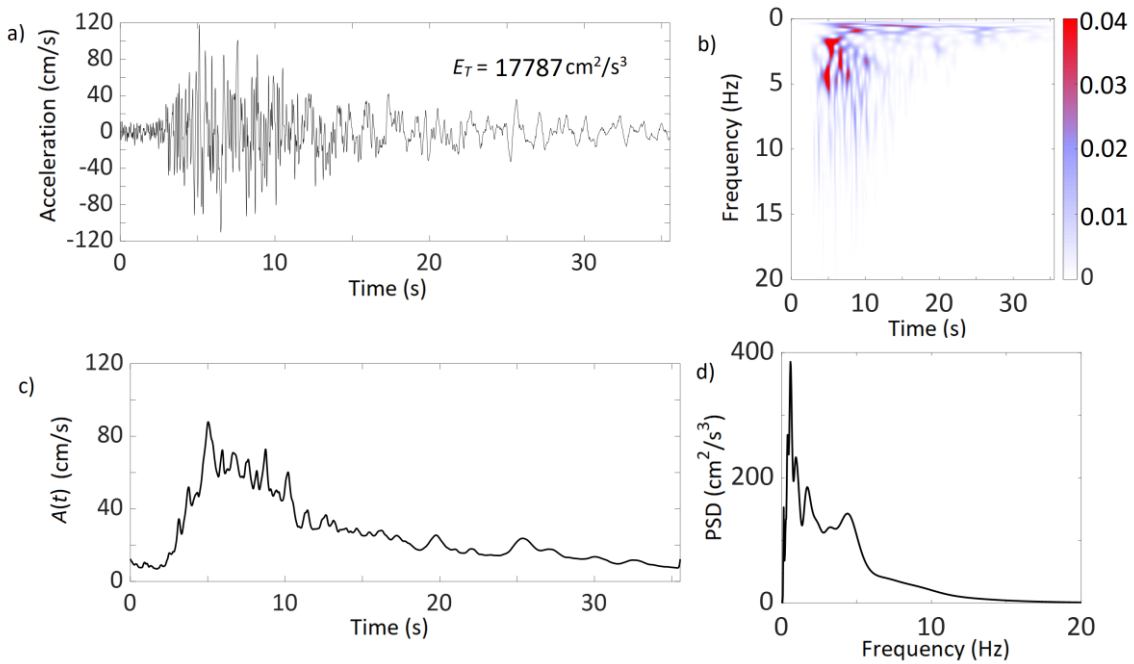 a)
Acceleration (cm/s)
120
80
40
0
-40
-80
-120
E_T = 17787 cm²/s³
0 10 20 30
Time (s)
b)
Frequency (Hz)
0
5
10
15
20
0 10 20 30
Time (s)
0.04
0.03
0.02
0.01
0
c)
A(t) (cm/s)
120
80
40
0
0 10 20 30
Time (s)
d)
PSD (cm²/s³)
400
200
0
0 10 20
Frequency (Hz)